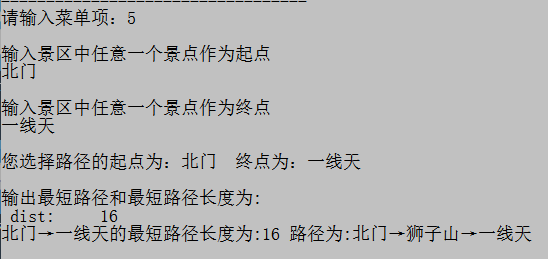 请输入菜单项：5
输入景区中任意一个景点作为起点
北门
输入景区中任意一个景点作为终点
一线天
您选择路径的起点为：北门  终点为：一线天
输出最短路径和最短路径长度为:
dist:     16
北门→一线天的最短路径长度为:16 路径为:北门→狮子山→一线天